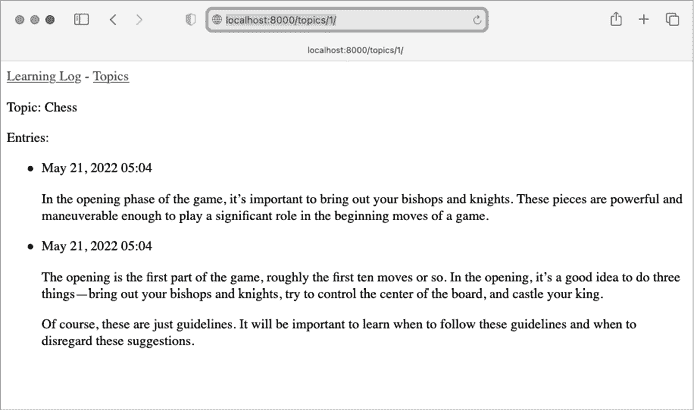 localhost:8000/topics/1/
localhost:8000/topics/1/
Learning Log - Topics
Topic: Chess
Entries:
• May 21, 2022 05:04
In the opening phase of the game, it’s important to bring out your bishops and knights. These pieces are powerful and
maneuverable enough to play a significant role in the beginning moves of a game.
• May 21, 2022 05:04
The opening is the first part of the game, roughly the first ten moves or so. In the opening, it’s a good idea to do three
things—bring out your bishops and knights, try to control the center of the board, and castle your king.
Of course, these are just guidelines. It will be important to learn when to follow these guidelines and when to
disregard these suggestions.